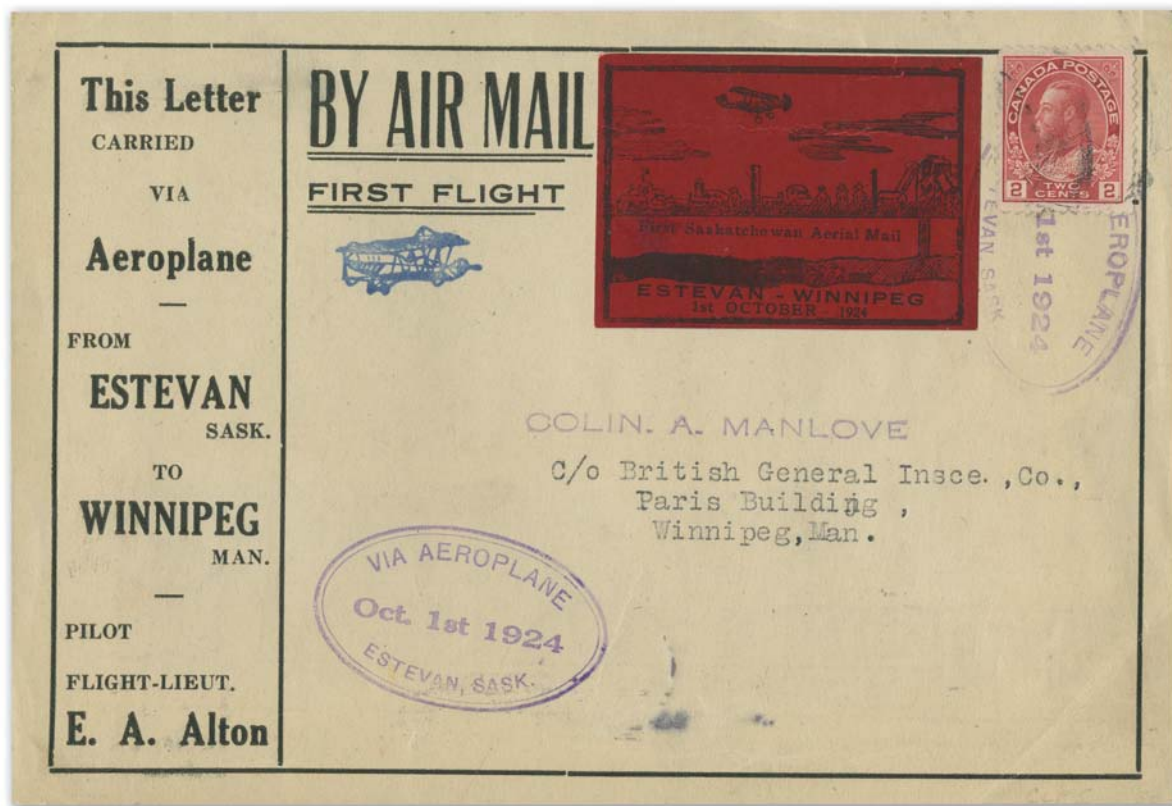 This Letter
CARRIED
VIA
Aeroplane
—
FROM
ESTEVAN
SASK.
TO
WINNIPEG
MAN.
—
PILOT
FLIGHT-LIEUT.
E. A. Alton
BY AIR MAIL
FIRST FLIGHT
First Saskatchewan Aerial Mail
ESTEVAN - WINNIPEG
1st OCTOBER - 1924
CANADA POSTAGE
2 TWO CENTS 2
EROPLANE
1st 1924
EVAN SASK
COLIN. A. MANLOVE
C/o British General Insce.,Co.,
Paris Building ,
Winnipeg,Man.
VIA AEROPLANE
Oct. 1st 1924
ESTEVAN, SASK.